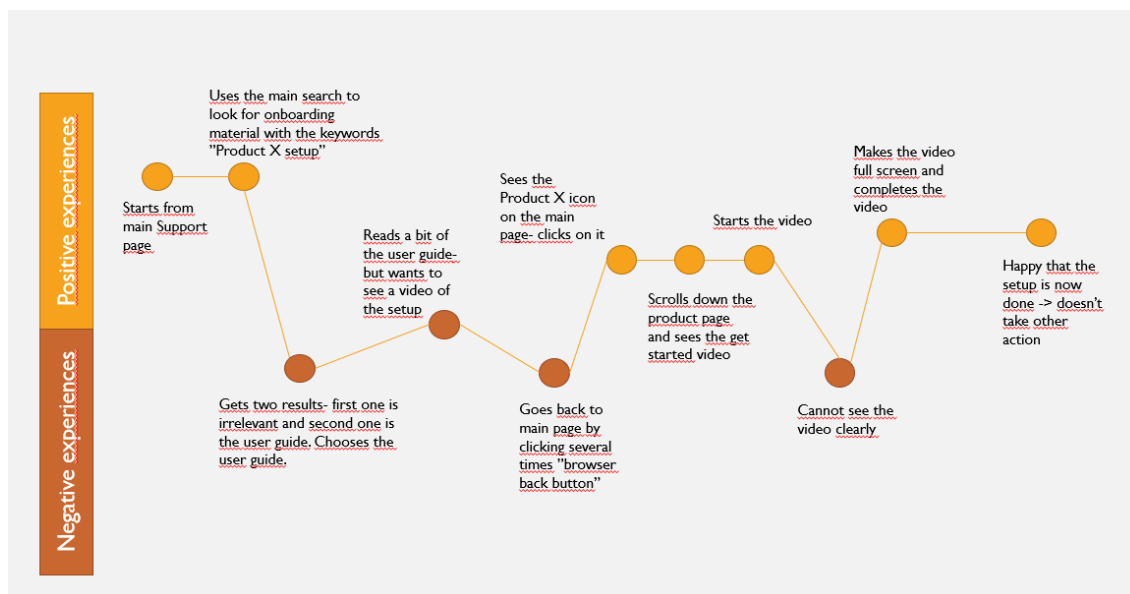 Positive experiences
Negative experiences
Starts from
main Support
page
Uses the main search to
look for onboarding
material with the keywords
”Product X setup”
Gets two results- first one is
irrelevant and second one is
the user guide. Chooses the
user guide.
Reads a bit of
the user guide-
but wants to
see a video of
the setup
Goes back to
main page by
clicking several
times ”browser
back button”
Sees the
Product X icon
on the main
page- clicks on it
Scrolls down the
product page
and sees the get
started video
Starts the video
Cannot see the
video clearly
Makes the video
full screen and
completes the
video
Happy that the
setup is now
done -> doesn’t
take other
action